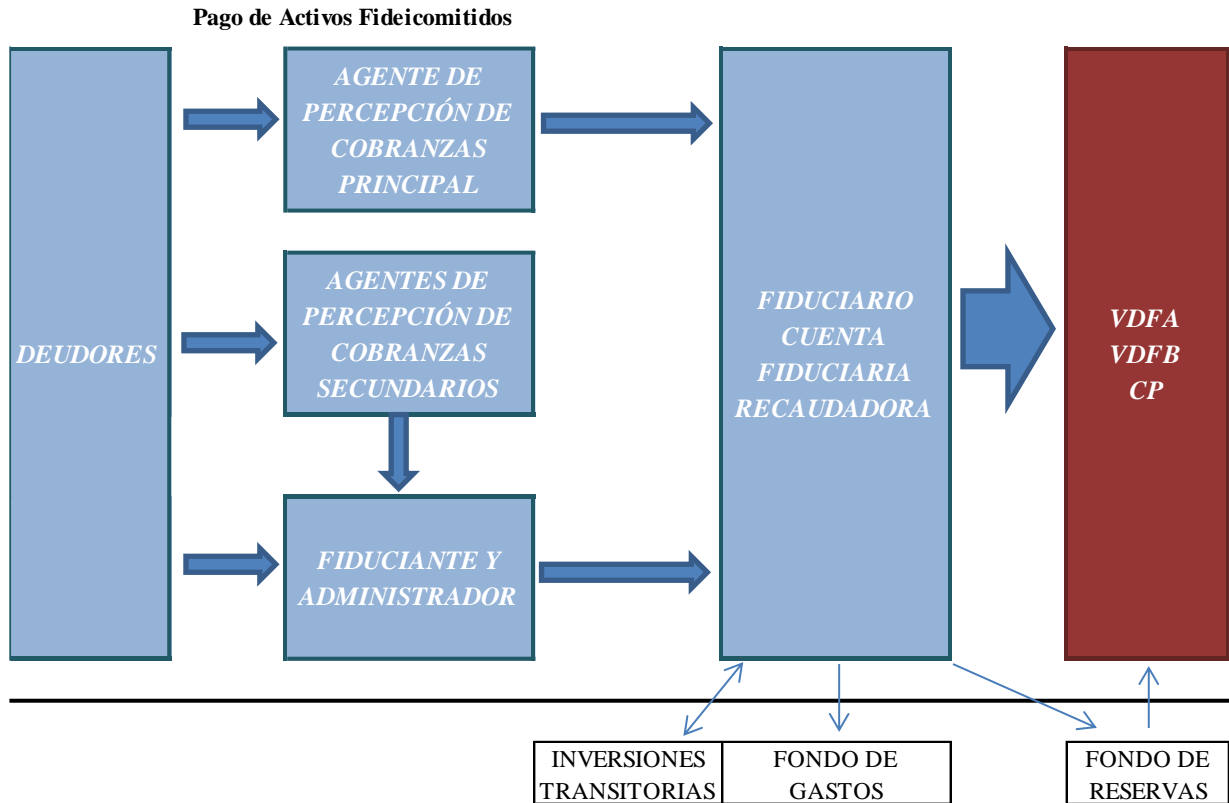 Pago de Activos Fideicomitidos
DEUDORES
AGENTE DE
PERCEPCIÓN DE
COBRANZAS
PRINCIPAL
AGENTES DE
PERCEPCIÓN DE
COBRANZAS
SECUNDARIOS
FIDUCIANTE Y
ADMINISTRADOR
FIDUCIARIO
CUENTA
FIDUCIARIA
RECAUDADORA
VDFA
VDFB
CP
INVERSIONES
TRANSITORIAS
FONDO DE
GASTOS
FONDO DE
RESERVAS